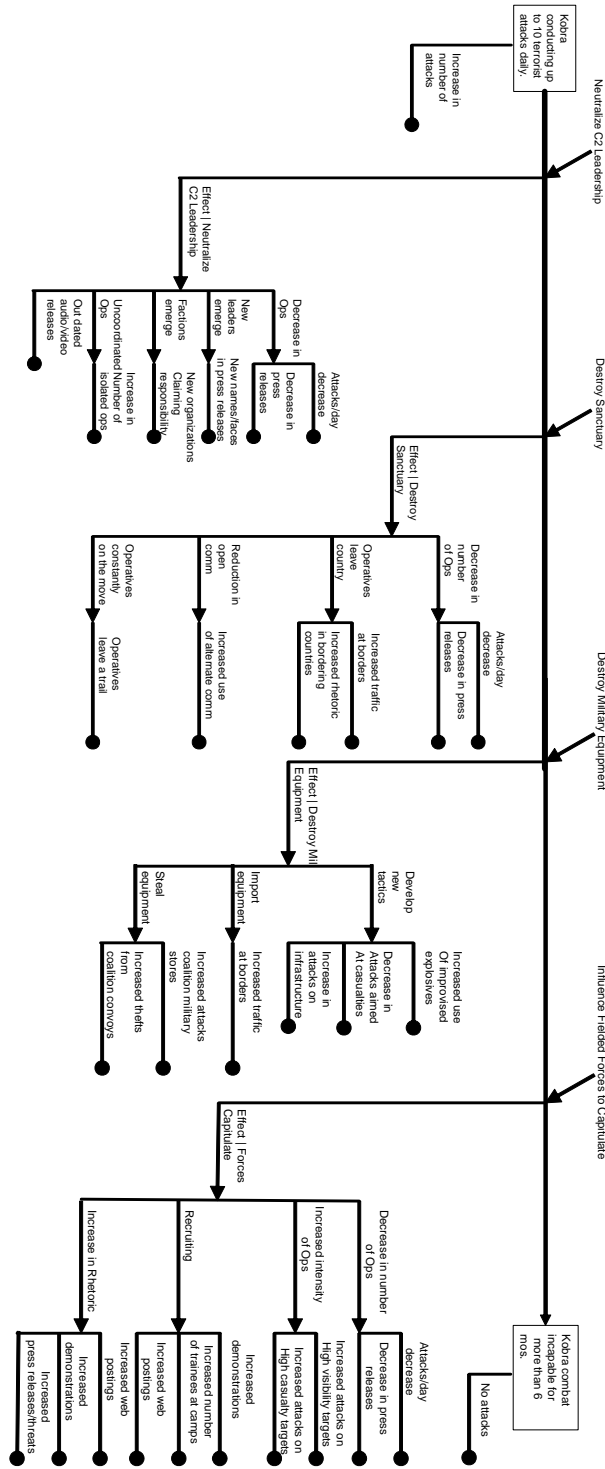 Kobra
conducting up
to 10 terrorist
attacks daily.
Increase in
number of
attacks
Neutralize C2 Leadership
Effect | Neutralize
C2 Leadership
Decrease in
Ops
Attacks/day
decrease
Decrease in
press
releases
New
leaders
emerge
New names/faces
in press releases
Factions
emerge
New organizations
Claiming
responsibility
Uncoordinated
Ops
Increase in
Number of
isolated ops
Out dated
audio/video
releases
Destroy Sanctuary
Effect | Destroy
Sanctuary
Decrease in
number
of Ops
Attacks/day
decrease
Decrease in press
releases
Operatives
leave
country
Increased traffic
at borders
Increased rhetoric
in bordering
countries
Reduction in
open
comm
Increased use
of alternate comm
Operatives
constantly
on the move
Operatives
leave a trail
Destroy Military Equipment
Effect | Destroy Mil
Equipment
Develop
new
tactics
Increased use
Of improvised
explosives
Decrease in
Attacks aimed
At casualties
Increase in
attacks on
infrastructure
Import
equipment
Increased traffic
at borders
Steal
equipment
Increased attacks
coalition military
stores
Increased thefts
from
coalition convoys
Influence Fielded Forces to Capitulate
Effect | Forces
Capitulate
Decrease in number
of Ops
Attacks/day
decrease
Decrease in press
releases
Increased intensity
of Ops
Increased attacks on
High visibility targets
Increased attacks on
High casualty targets
Recruiting
Increased
demonstrations
Increased number
of trainees at camps
Increased web
postings
Increase in Rhetoric
Increased web
postings
Increased
demonstrations
Increased
press releases/threats
Kobra combat
incapable for
more than 6
mos.
No attacks